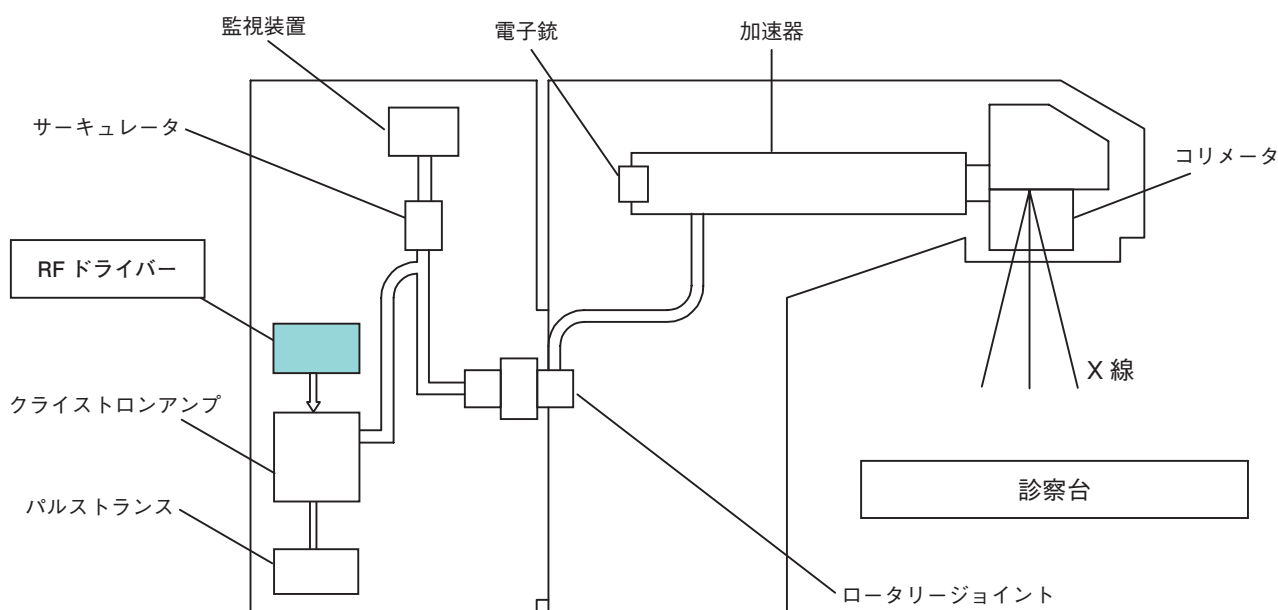 監視装置
電子銃
加速器
サーキュレータ
コリメータ
RF ドライバー
X 線
クライストロンアンプ
診察台
パルストランス
ロータリージョイント